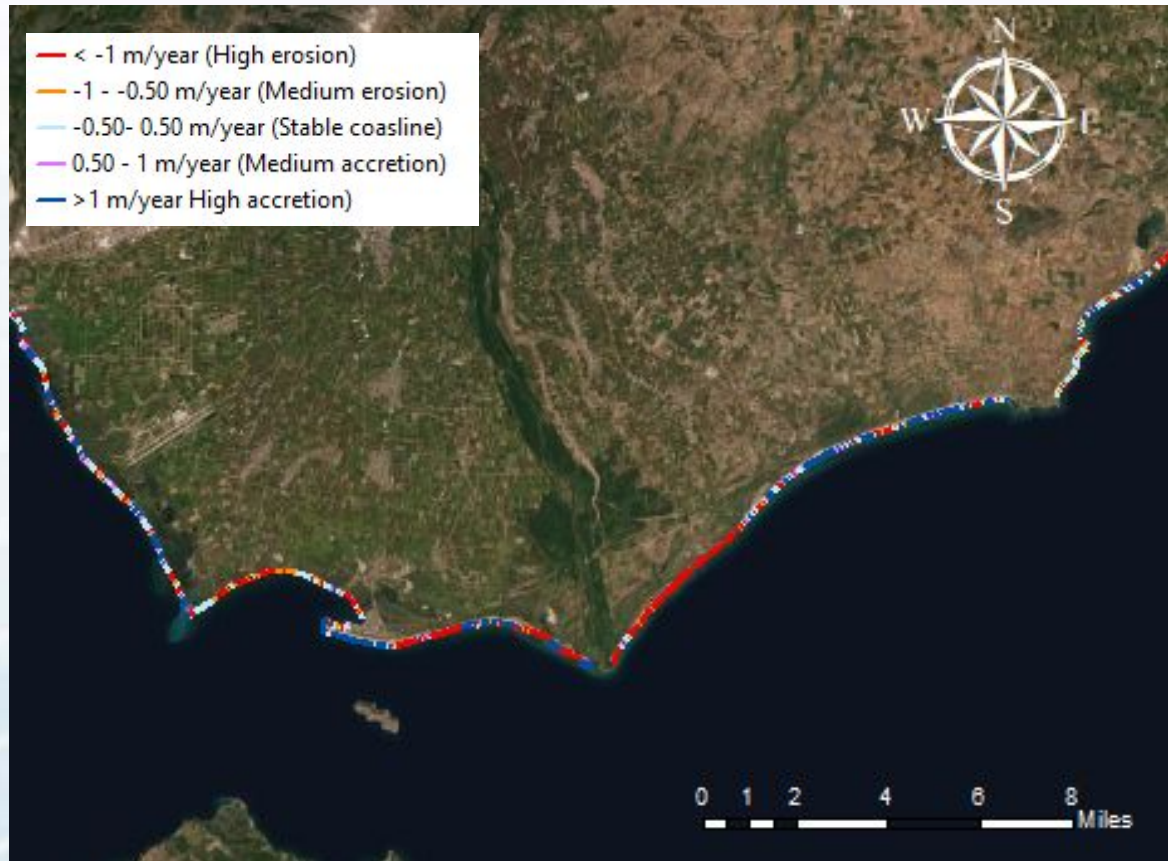 < -1 m/year (High erosion)
-1 - -0.50 m/year (Medium erosion)
-0.50- 0.50 m/year (Stable coasline)
0.50 - 1 m/year (Medium accretion)
>1 m/year High accretion)
N
W
S
0 1 2 4 6 8
Miles